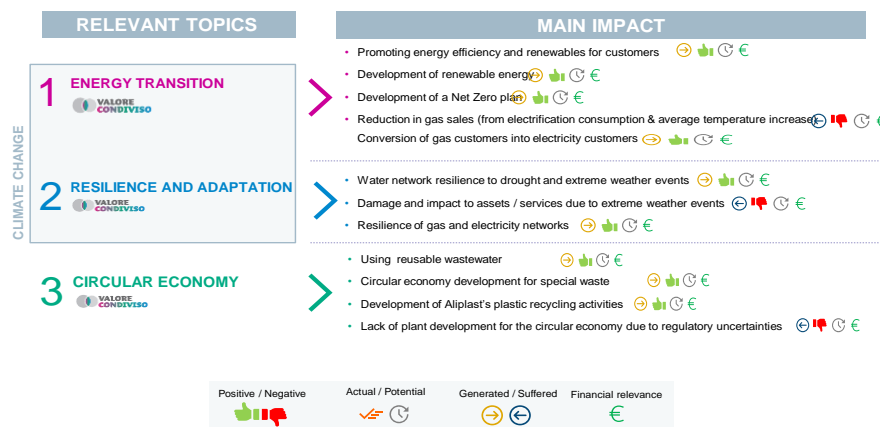 RELEVANT TOPICS
MAIN IMPACT
CLIMATE CHANGE
1 ENERGY TRANSITION
VALORE
CONDIVISO
• Promoting energy efficiency and renewables for customers €
• Development of renewable energy €
• Development of a Net Zero plan €
• Reduction in gas sales (from electrification consumption & average temperature increase) €
Conversion of gas customers into electricity customers €
2 RESILIENCE AND ADAPTATION
VALORE
CONDIVISO
• Water network resilience to drought and extreme weather events €
• Damage and impact to assets / services due to extreme weather events €
• Resilience of gas and electricity networks €
3 CIRCULAR ECONOMY
VALORE
CONDIVISO
• Using reusable wastewater €
• Circular economy development for special waste €
• Development of Aliplast's plastic recycling activities €
• Lack of plant development for the circular economy due to regulatory uncertainties €
Positive / Negative
Actual / Potential
Generated / Suffered
Financial relevance
€